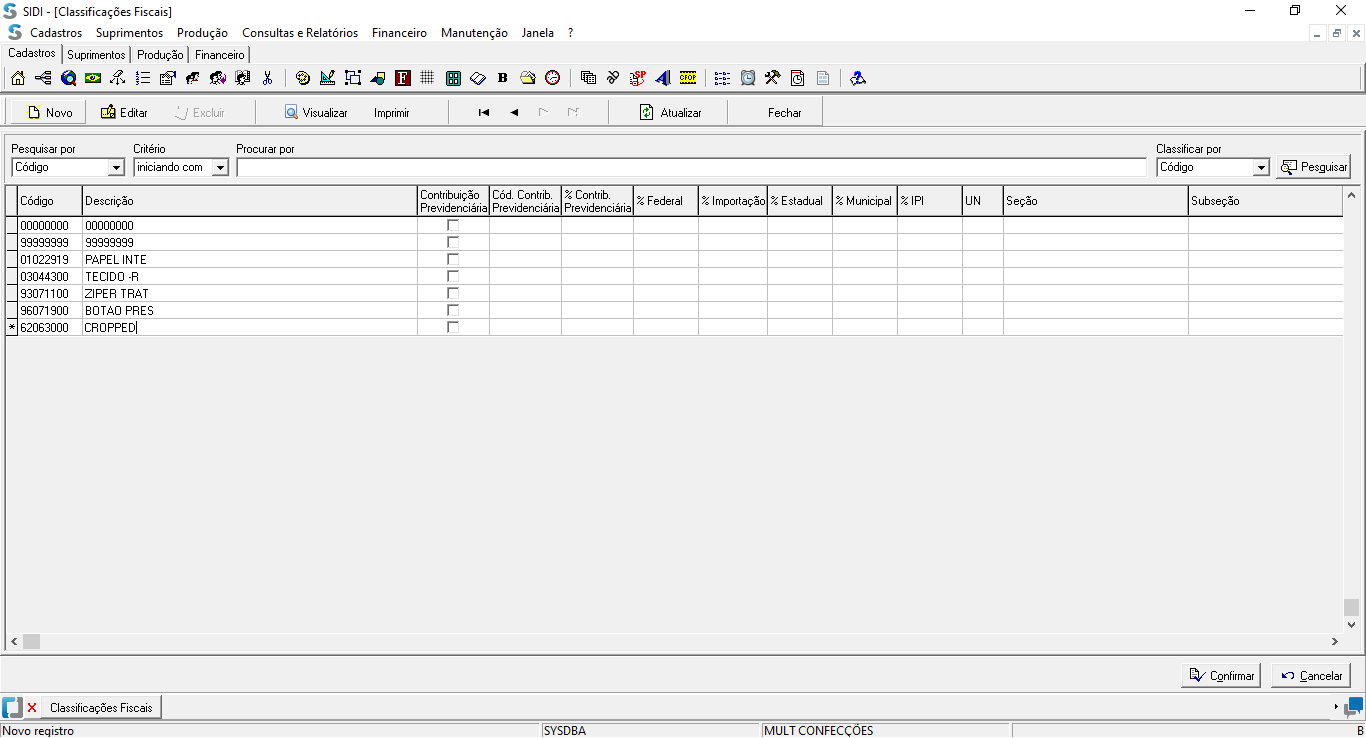 SIDI - [Classificações Fiscais]
Cadastros Suprimentos Produção Consultas e Relatórios Financeiro Manutenção Janela ?
Cadastros Suprimentos Produção Financeiro
F B SP CFOP
Novo Editar Excluir Visualizar Imprimir Atualizar Fechar
Pesquisar por Critério Procurar por Classificar por
Código iniciando com Código Pesquisar
Código Descrição Contribuição Previdenciária Cód. Contrib. Previdenciária % Contrib. Previdenciária % Federal % Importação % Estadual % Municipal % IPI UN Seção Subseção
00000000 00000000
99999999 99999999
01022919 PAPEL INTE
03044300 TECIDO -R
93071100 ZIPER TRAT
96071900 BOTAO PRES
* 62063000 CROPPED
Confirmar Cancelar
Classificações Fiscais
Novo registro SYSDBA MULT CONFECÇÕES B